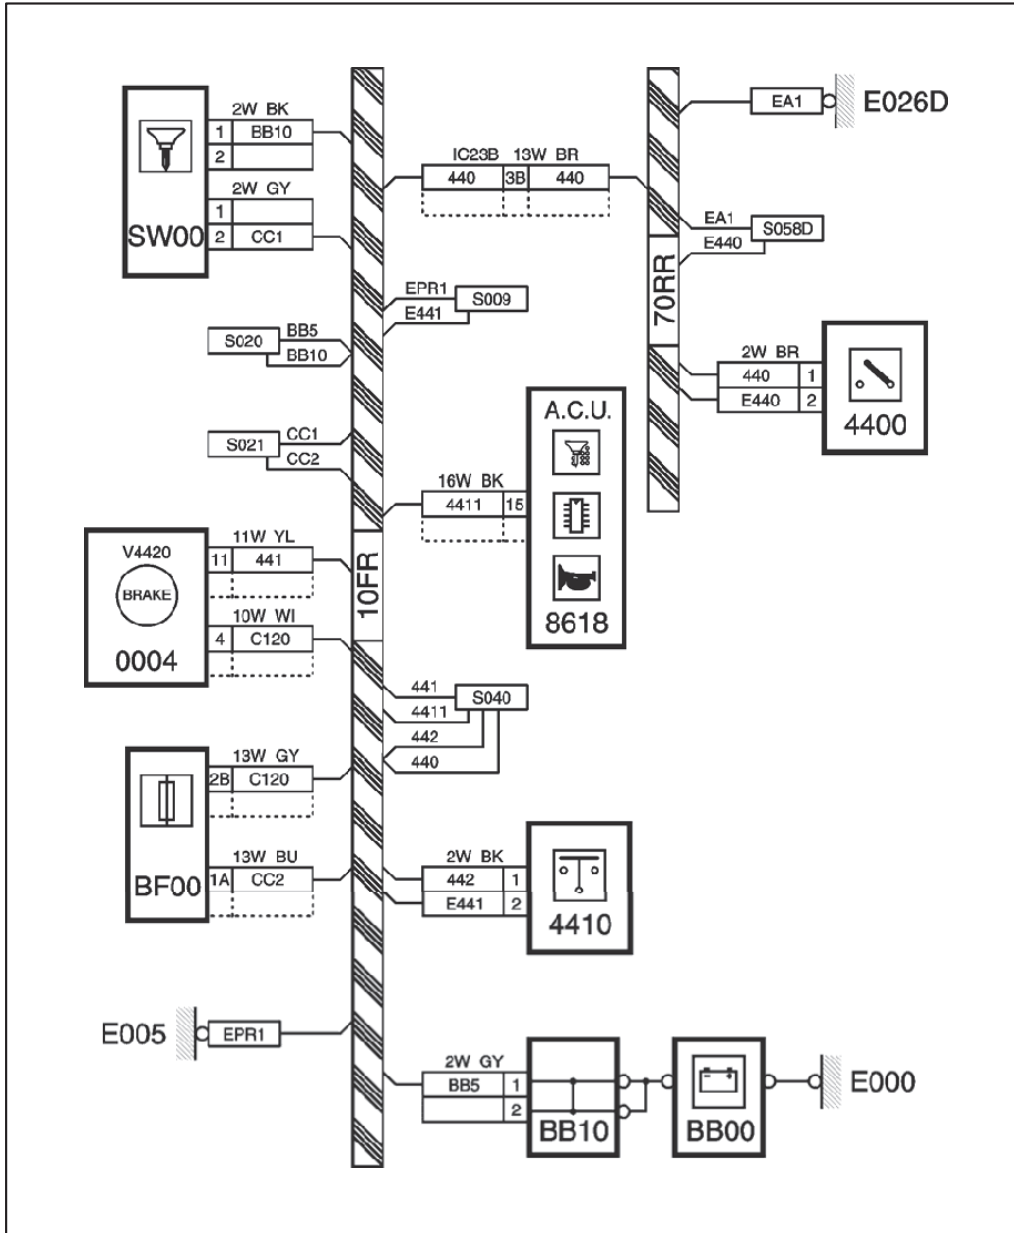 2W BK
1 BB10
2
2W GY
1
2 CC1
SW00
S020 BB5
BB10
S021 CC1
CC2
11W YL
11 441
10W WI
4 C120
V4420
BRAKE
0004
13W GY
2B C120
13W BU
1A CC2
BF00
E005 EPR1
10FR
IC23B 13W BR
440 3B 440
EPR1
E441 S009
16W BK
4411 15
A.C.U.
8618
441
4411
442
440
S040
2W BK
442 1
E441 2
4410
2W GY
BB5 1
2
BB10
BB00
E000
70RR
EA1 E026D
EA1
E440 S058D
2W BR
440 1
E440 2
4400